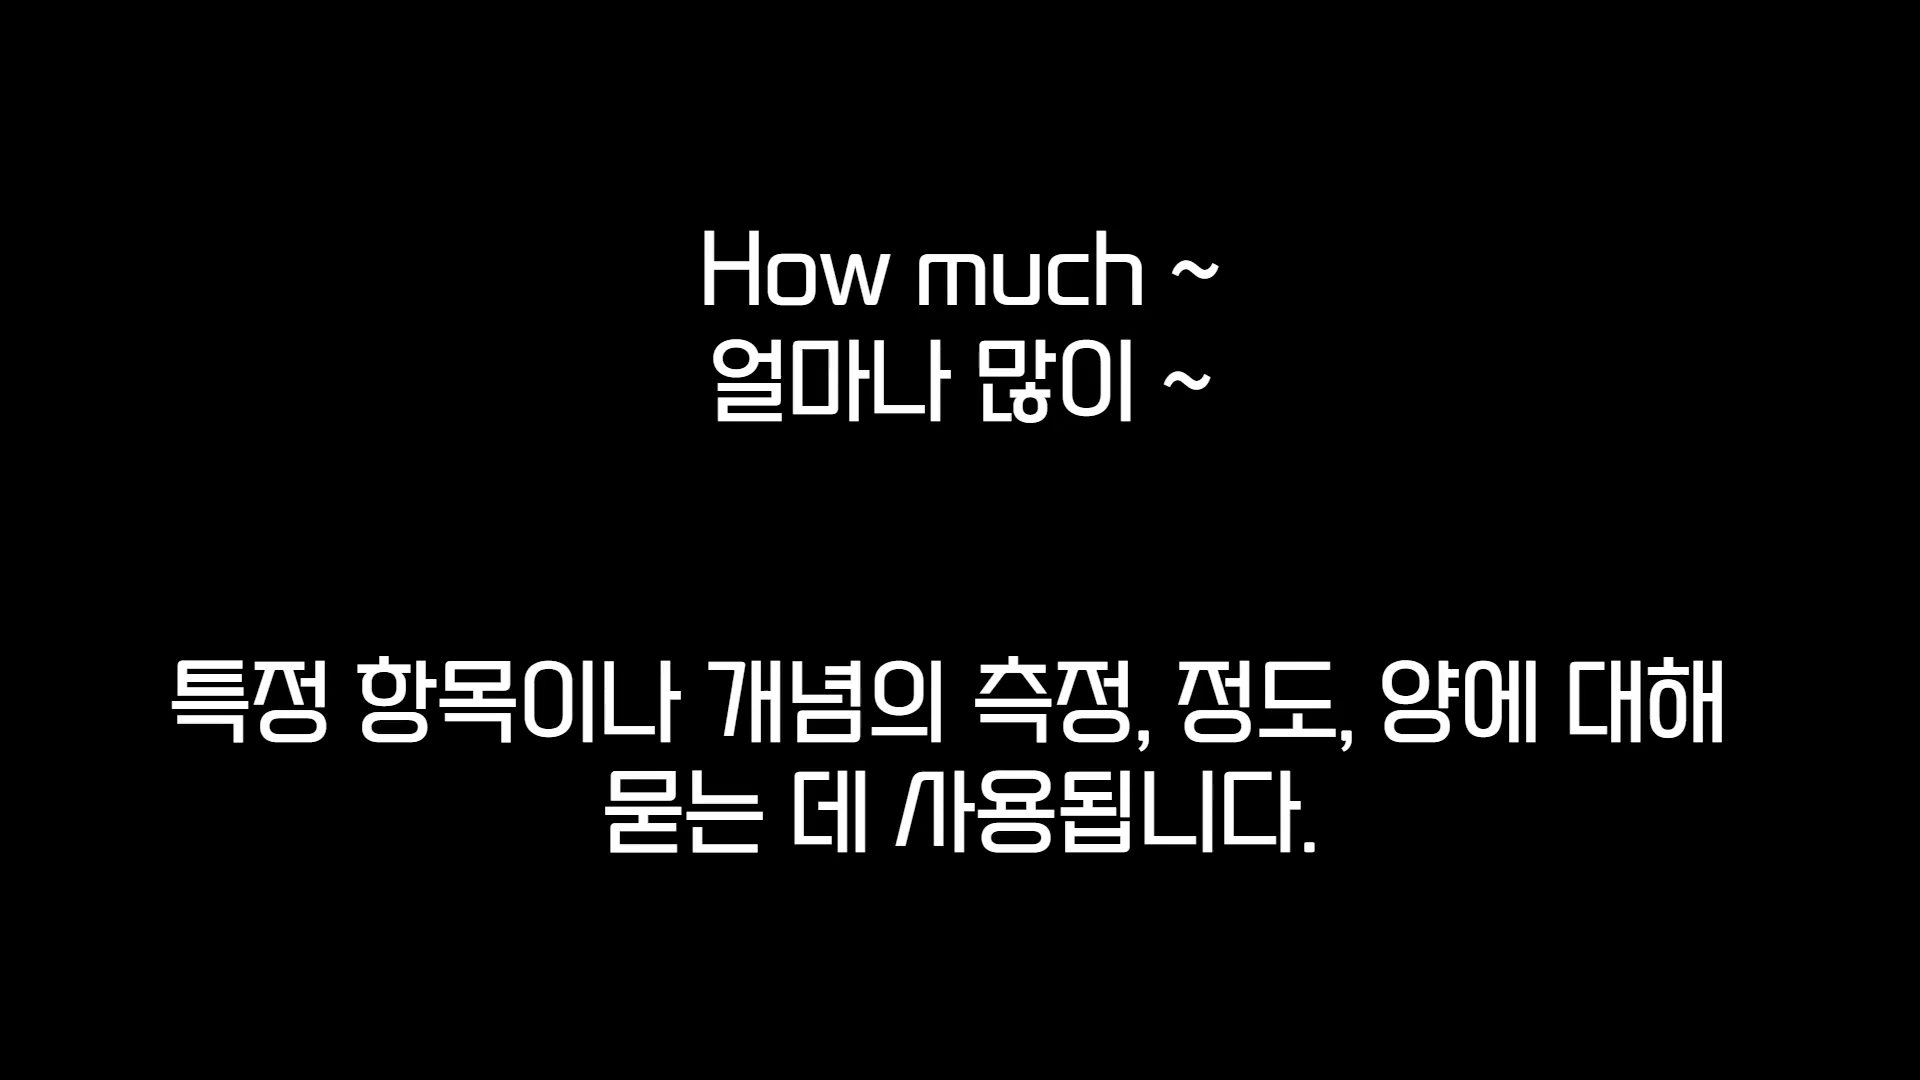 How much ~
얼마나 많이 ~
특정 항목이나 개념의 측정, 정도, 양에 대해
묻는 데 사용됩니다.